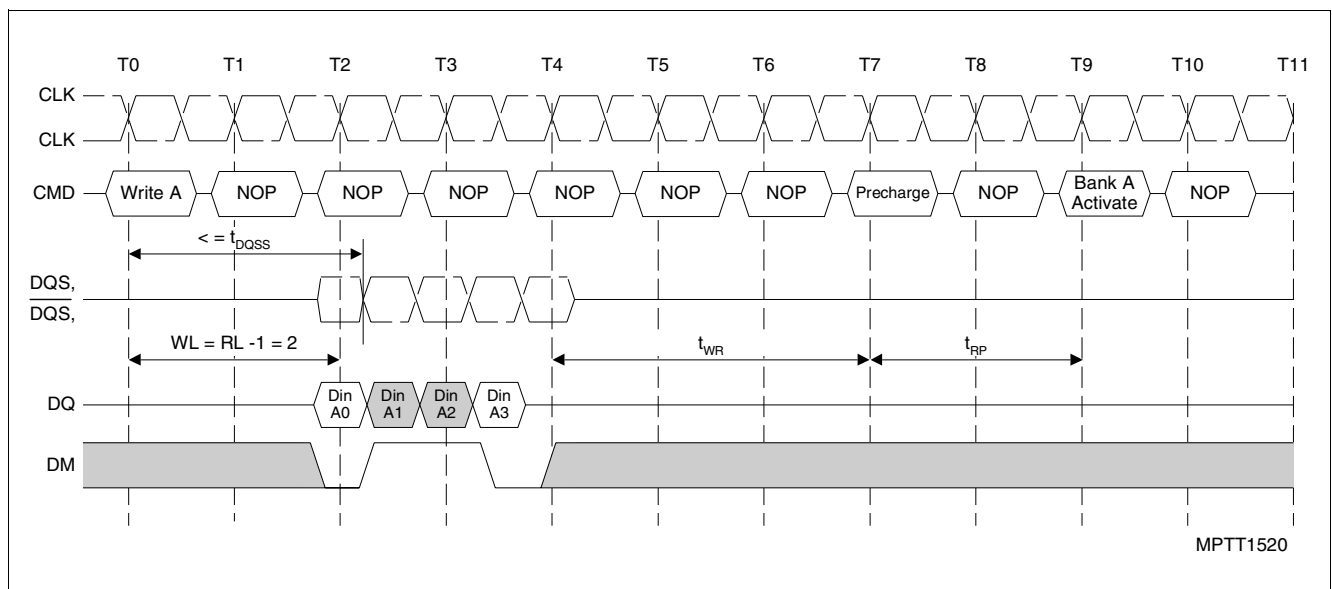 T0 T1 T2 T3 T4 T5 T6 T7 T8 T9 T10 T11
CLK
CLK
CMD Write A NOP NOP NOP NOP NOP NOP Precharge NOP Bank A Activate NOP
< = tDQSS
DQS,
DQS,
WL = RL -1 = 2 tWR tRP
DQ Din A0 Din A1 Din A2 Din A3
DM
MPTT1520